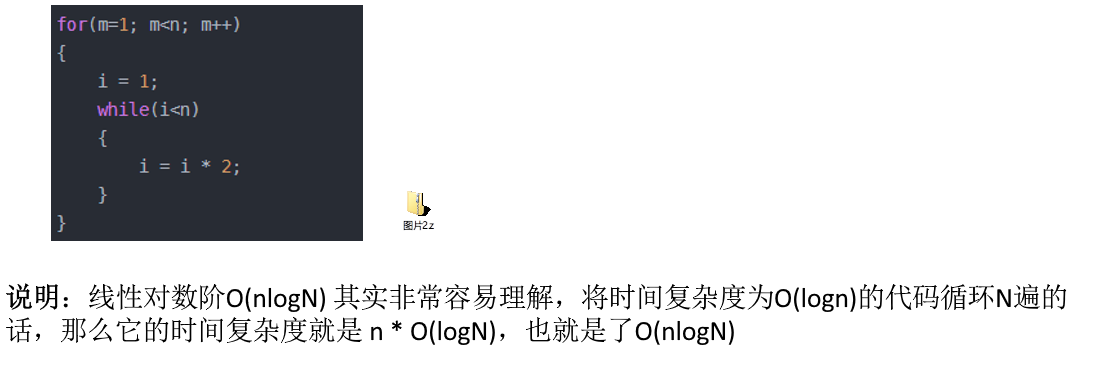 for(m=1; m<n; m++)
{
    i = 1;
    while(i<n)
    {
        i = i * 2;
    }
}
图片2.z
说明：线性对数阶O(nlogN) 其实非常容易理解，将时间复杂度为O(logn)的代码循环N遍的
话，那么它的时间复杂度就是 n * O(logN)，也就是了O(nlogN)